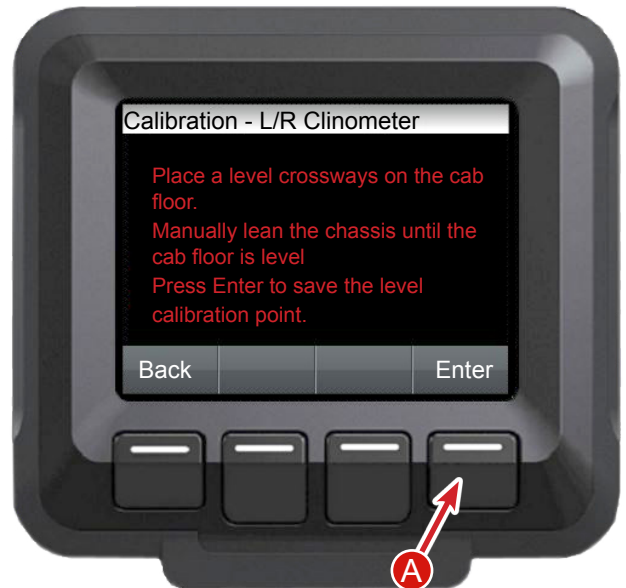 Calibration - L/R Clinometer
Place a level crossways on the cab
floor.
Manually lean the chassis until the
cab floor is level
Press Enter to save the level
calibration point.
Back Enter
A